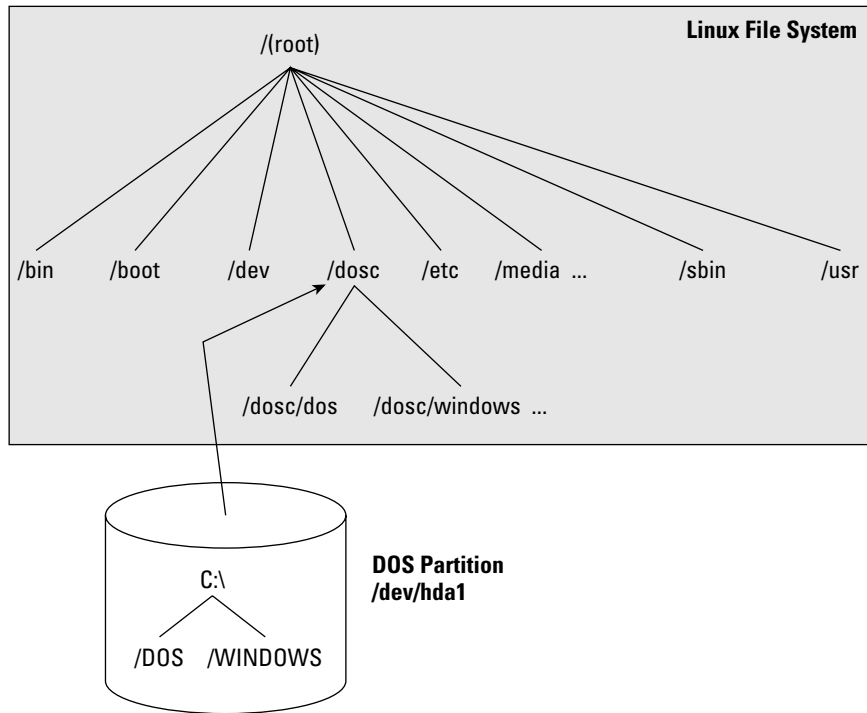 Linux File System
/(root)
/bin /boot /dev /dosc /etc /media ... /sbin /usr
/dosc/dos /dosc/windows ...
DOS Partition
/dev/hda1
C:\
/DOS /WINDOWS